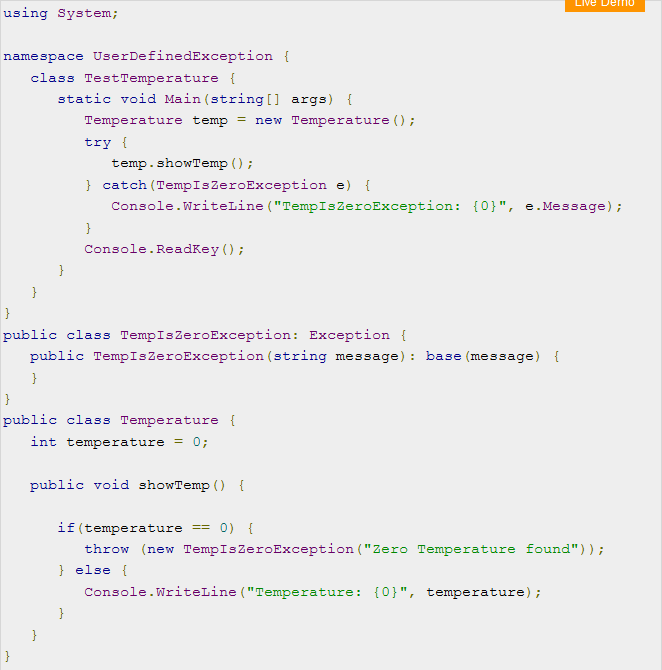 Live Demo
using System;

namespace UserDefinedException {
   class TestTemperature {
      static void Main(string[] args) {
         Temperature temp = new Temperature();
         try {
            temp.showTemp();
         } catch(TempIsZeroException e) {
            Console.WriteLine("TempIsZeroException: {0}", e.Message);
         }
         Console.ReadKey();
      }
   }
}
public class TempIsZeroException: Exception {
   public TempIsZeroException(string message): base(message) {
   }
}
public class Temperature {
   int temperature = 0;

   public void showTemp() {

      if(temperature == 0) {
         throw (new TempIsZeroException("Zero Temperature found"));
      } else {
         Console.WriteLine("Temperature: {0}", temperature);
      }
   }
}